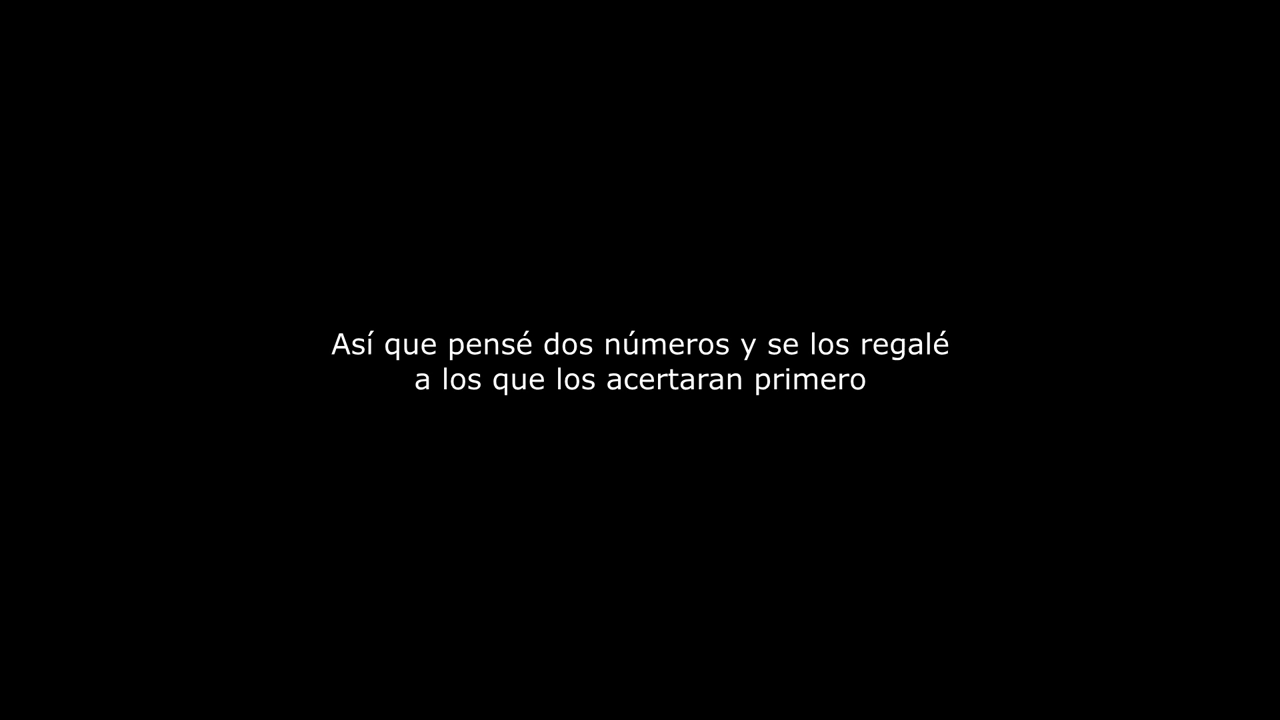 Así que pensé dos números y se los regalé
a los que los acertaran primero